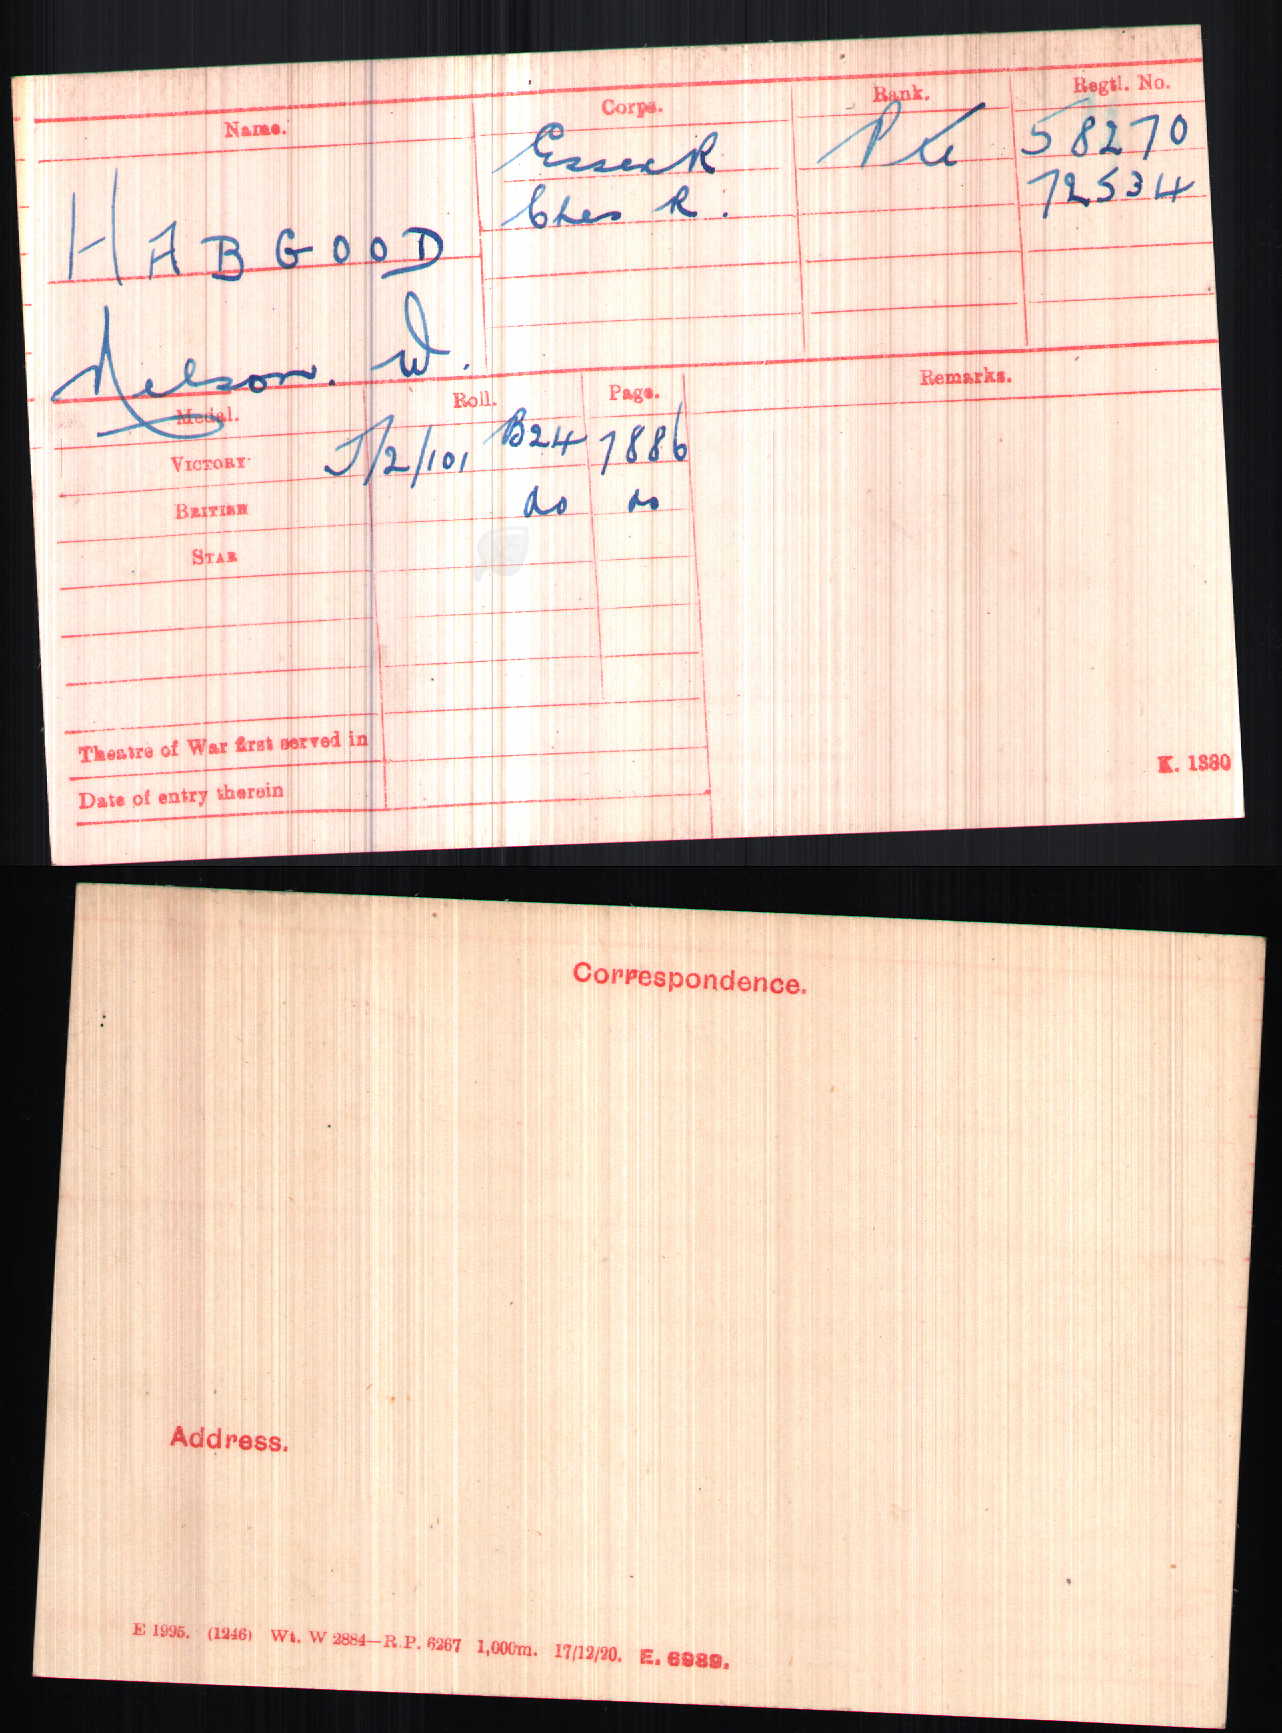 Name. Corps. Rank. Regtl. No.
HABGOOD Essex R Pte 58270
Ches R. 72534
Nelson. W.
Medal. Roll. Page. Remarks.
VICTORY J/2/101 B24 7886
BRITISH do do
STAR
Theatre of War first served in
Date of entry therein
K. 1380
Correspondence.
Address.
E 1995. (1246) Wt. W 2884—R.P. 6267 1,000m. 17/12/20. E. 6989.